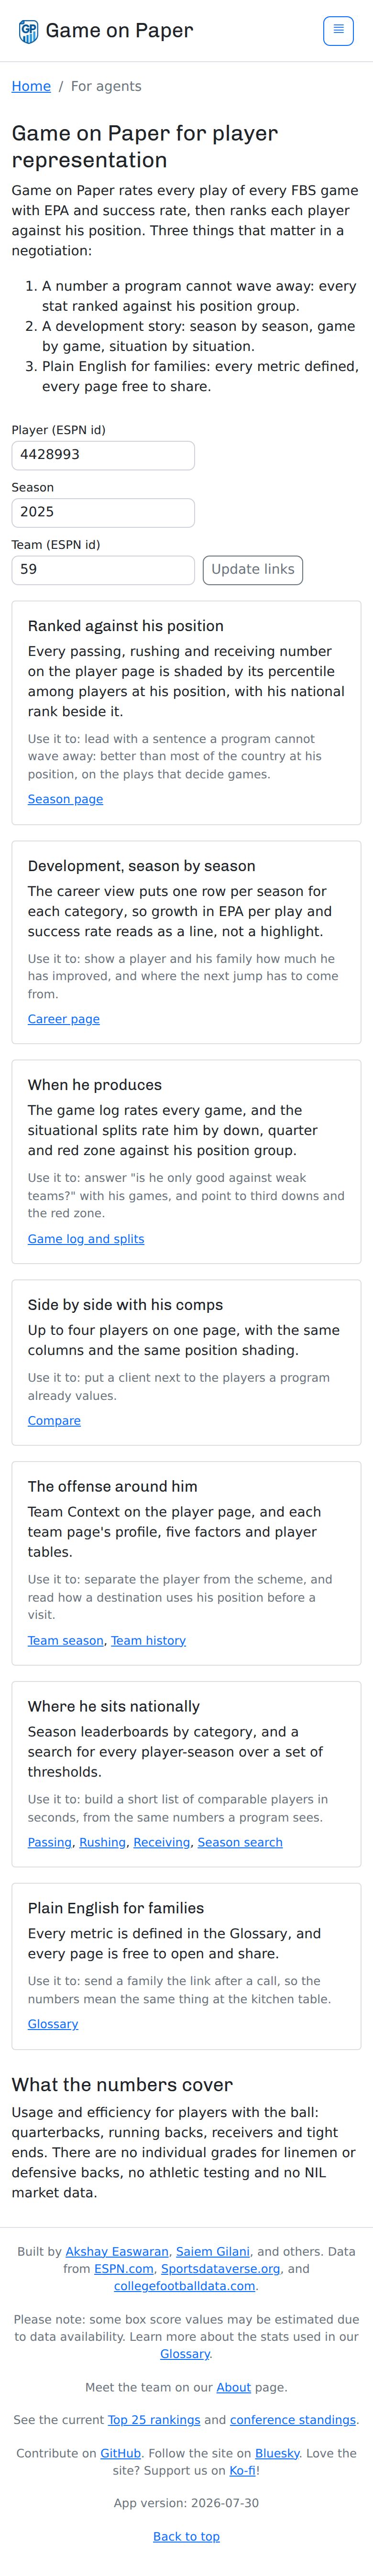 GP Game on Paper
Home / For agents
Game on Paper for player
representation
Game on Paper rates every play of every FBS game
with EPA and success rate, then ranks each player
against his position. Three things that matter in a
negotiation:
1. A number a program cannot wave away: every
stat ranked against his position group.
2. A development story: season by season, game
by game, situation by situation.
3. Plain English for families: every metric defined,
every page free to share.
Player (ESPN id)
4428993
Season
2025
Team (ESPN id)
59 Update links
Ranked against his position
Every passing, rushing and receiving number
on the player page is shaded by its percentile
among players at his position, with his national
rank beside it.
Use it to: lead with a sentence a program cannot
wave away: better than most of the country at his
position, on the plays that decide games.
Season page
Development, season by season
The career view puts one row per season for
each category, so growth in EPA per play and
success rate reads as a line, not a highlight.
Use it to: show a player and his family how much he
has improved, and where the next jump has to come
from.
Career page
When he produces
The game log rates every game, and the
situational splits rate him by down, quarter
and red zone against his position group.
Use it to: answer "is he only good against weak
teams?" with his games, and point to third downs and
the red zone.
Game log and splits
Side by side with his comps
Up to four players on one page, with the same
columns and the same position shading.
Use it to: put a client next to the players a program
already values.
Compare
The offense around him
Team Context on the player page, and each
team page's profile, five factors and player
tables.
Use it to: separate the player from the scheme, and
read how a destination uses his position before a
visit.
Team season, Team history
Where he sits nationally
Season leaderboards by category, and a
search for every player-season over a set of
thresholds.
Use it to: build a short list of comparable players in
seconds, from the same numbers a program sees.
Passing, Rushing, Receiving, Season search
Plain English for families
Every metric is defined in the Glossary, and
every page is free to open and share.
Use it to: send a family the link after a call, so the
numbers mean the same thing at the kitchen table.
Glossary
What the numbers cover
Usage and efficiency for players with the ball:
quarterbacks, running backs, receivers and tight
ends. There are no individual grades for linemen or
defensive backs, no athletic testing and no NIL
market data.
Built by Akshay Easwaran, Saiem Gilani, and others. Data
from ESPN.com, Sportsdataverse.org, and
collegefootballdata.com.
Please note: some box score values may be estimated due
to data availability. Learn more about the stats used in our
Glossary.
Meet the team on our About page.
See the current Top 25 rankings and conference standings.
Contribute on GitHub. Follow the site on Bluesky. Love the
site? Support us on Ko-fi!
App version: 2026-07-30
Back to top